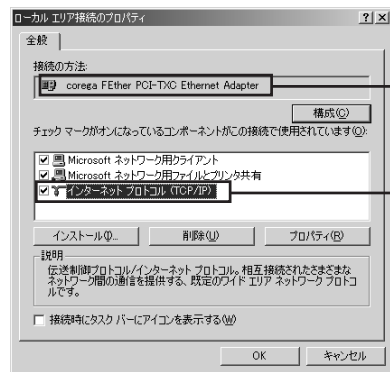 ローカル エリア接続のプロパティ
全般
接続の方法:
corega FEther PCI-TXC Ethernet Adapter
構成(C)
チェック マークがオンになっているコンポーネントがこの接続で使用されています(O):
Microsoft ネットワーク用クライアント
Microsoft ネットワーク用ファイルとプリンタ共有
インターネット プロトコル (TCP/IP)
インストール(I)...
削除(U)
プロパティ(R)
説明
伝送制御プロトコル/インターネット プロトコル。相互接続されたさまざまな
ネットワーク間の通信を提供する、既定のワイド エリア ネットワーク プロトコ
ルです。
接続時にタスク バーにアイコンを表示する(W)
OK
キャンセル